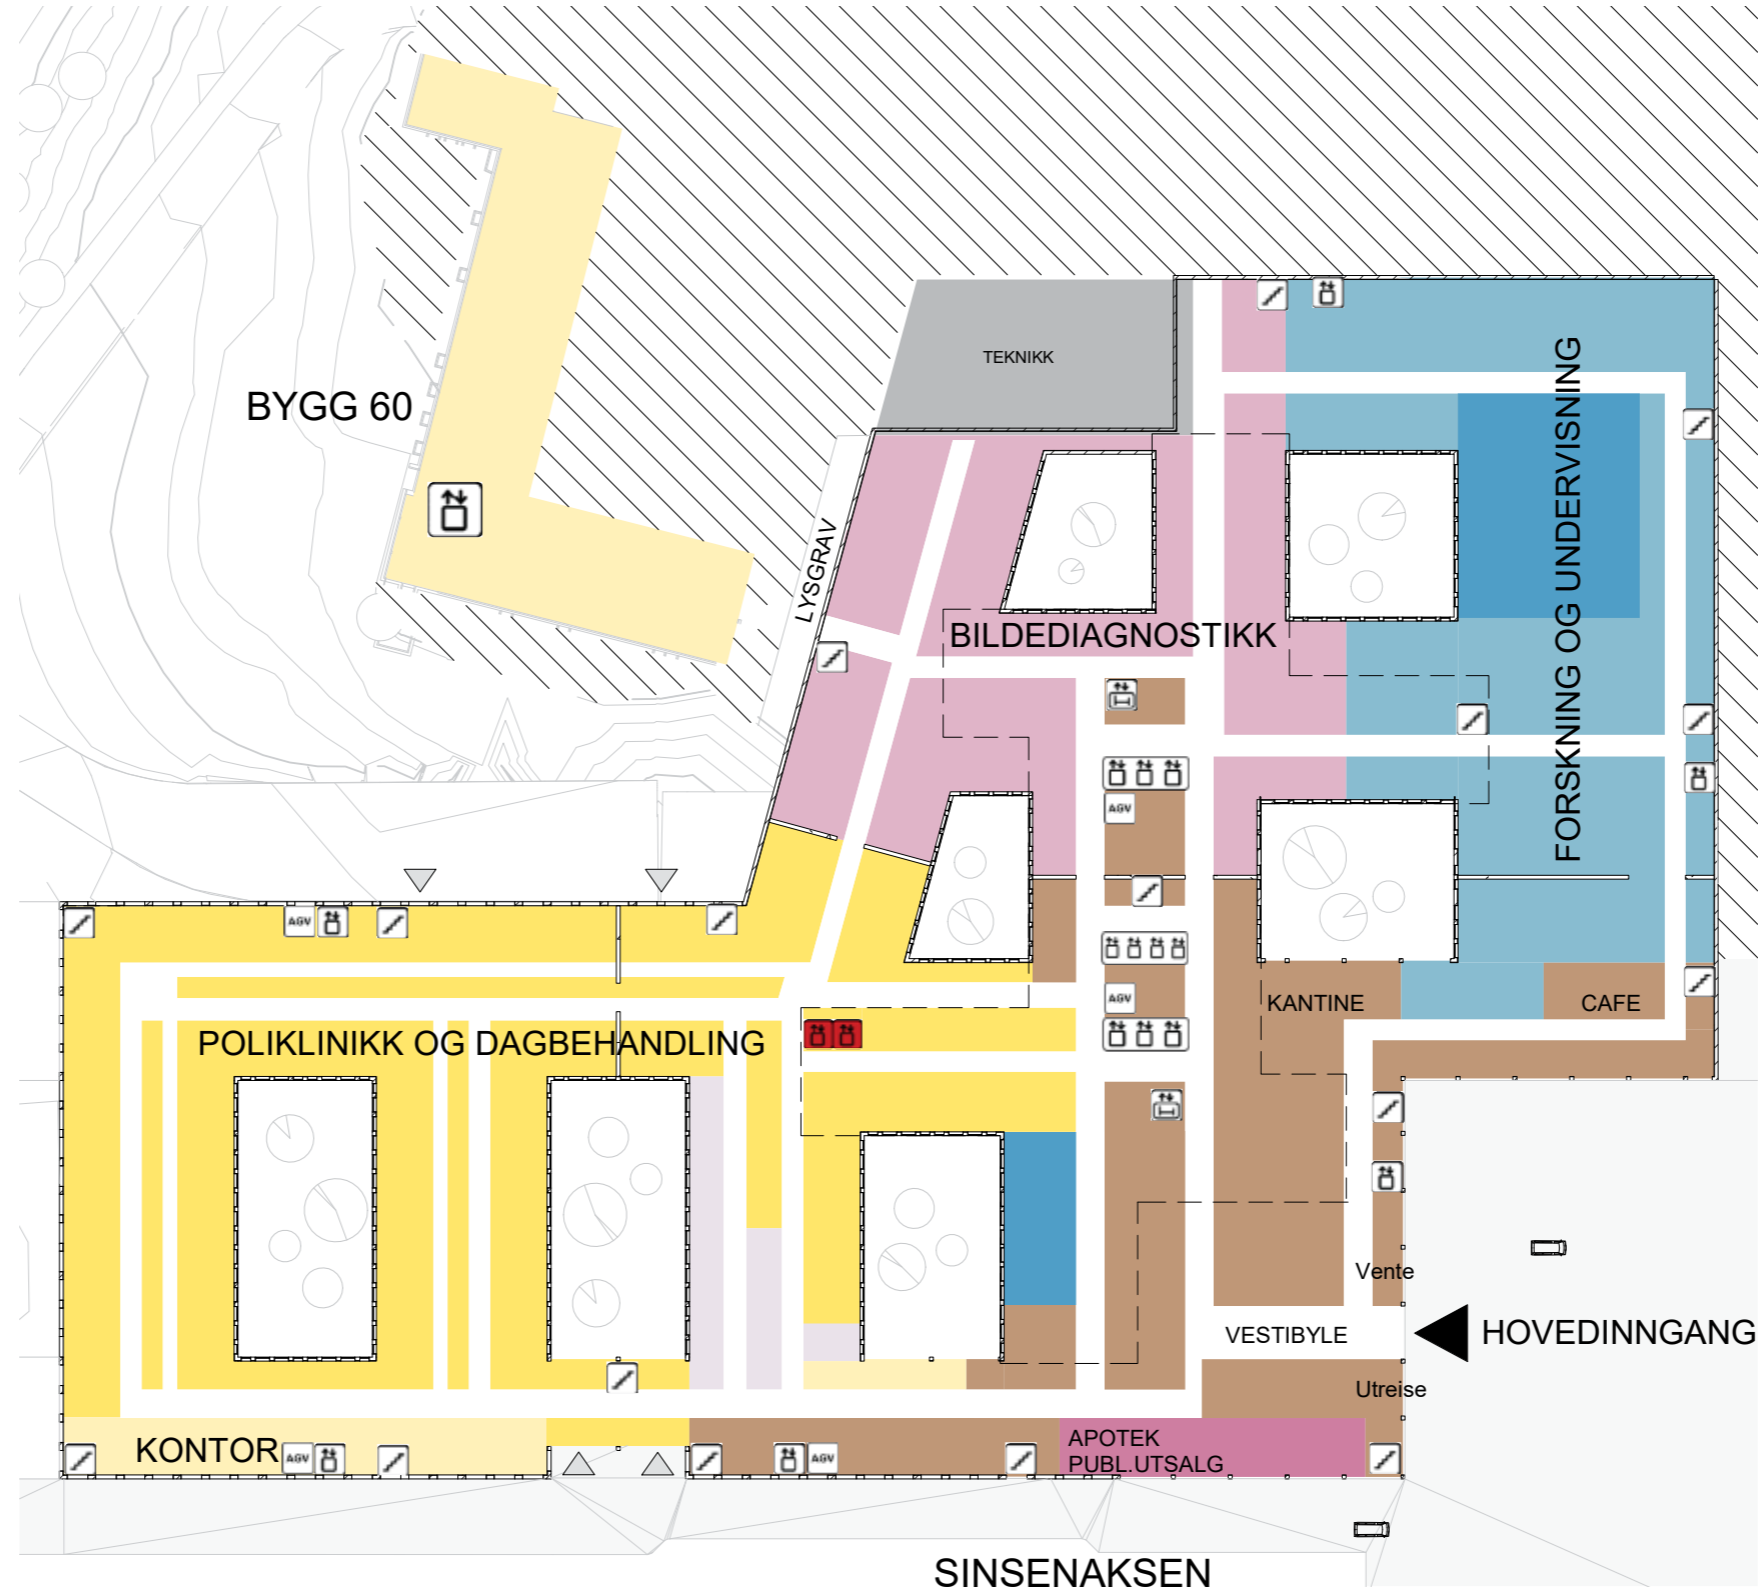 TEKNIKK
BYGG 60
FORSKNING OG UNDERVISNING
LYSGRAV
BILDEDIAGNOSTIKK
AGV
AGV
AGV
KANTINE
CAFE
POLIKLINIKK OG DAGBEHANDLING
Vente
VESTIBYLE
HOVEDINNGANG
Utreise
KONTOR
AGV
AGV
APOTEK
PUBL.UTSALG
SINSENAKSEN